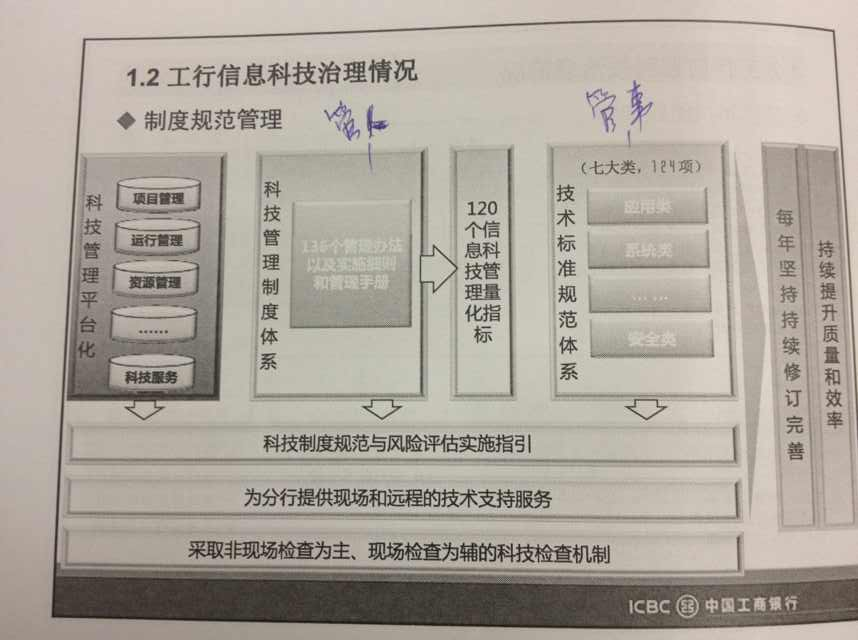 1.2 工行信息科技治理情况
◆ 制度规范管理
管人
管事
科技管理平台化
项目管理
运行管理
资源管理
……
科技服务
科技管理制度体系
136个管理办法
以及实施细则
和管理手册
120
个信
息科
技管
理量
化指
标
技术标准规范体系
（七大类，124项）
应用类
系统类
……
安全类
每年坚持持续修订完善
持续提升质量和效率
科技制度规范与风险评估实施指引
为分行提供现场和远程的技术支持服务
采取非现场检查为主、现场检查为辅的科技检查机制
ICBC 中国工商银行